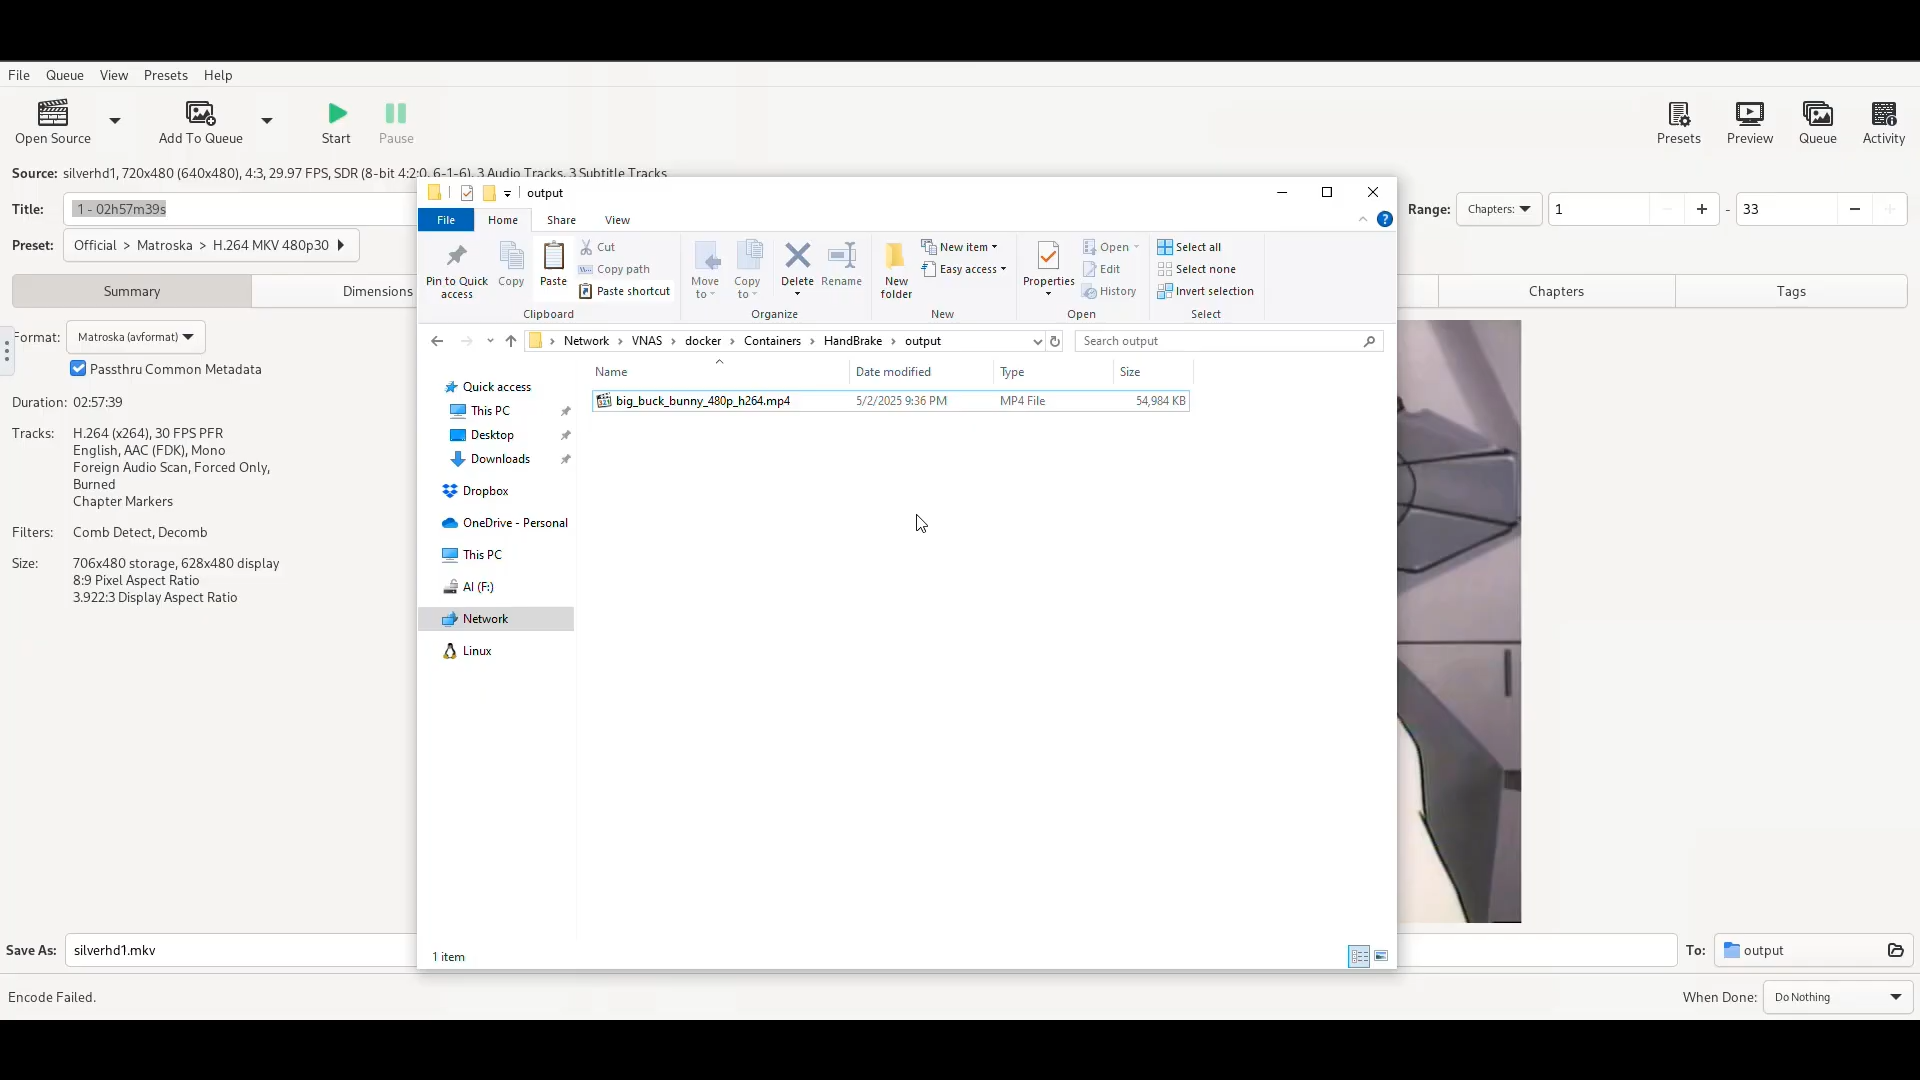 File Queue View Presets Help
Open Source Add To Queue Start Pause Presets Preview Queue Activity
Source: silverhd1, 720x480 (640x480), 4:3, 29.97 FPS, SDR (8-bit 4:2:0, 6-1-6), 3 Audio Tracks, 3 Subtitle Tracks
output
Title: 1 - 02h57m39s
Range: Chapters: 1 - 33
File Home Share View
Preset: Official > Matroska > H.264 MKV 480p30
Pin to Quick access
Copy
Paste
Cut
Copy path
Paste shortcut
Move to
Copy to
Delete
Rename
New folder
New item
Easy access
Properties
Open
Edit
History
Select all
Select none
Invert selection
Clipboard Organize New Open Select
Summary Dimensions Chapters Tags
Format: Matroska (avformat)
Passthru Common Metadata
Duration: 02:57:39
Tracks: H.264 (x264), 30 FPS PFR
English, AAC (FDK), Mono
Foreign Audio Scan, Forced Only,
Burned
Chapter Markers
Filters: Comb Detect, Decomb
Size: 706x480 storage, 628x480 display
8:9 Pixel Aspect Ratio
3.922:3 Display Aspect Ratio
Network > VNAS > docker > Containers > HandBrake > output
Search output
Name Date modified Type Size
big_buck_bunny_480p_h264.mp4 5/2/2025 9:36 PM MP4 File 54,984 KB
Quick access
This PC
Desktop
Downloads
Dropbox
OneDrive - Personal
This PC
AI (F:)
Network
Linux
1 item
Save As: silverhd1.mkv
To: output
Encode Failed.
When Done: Do Nothing